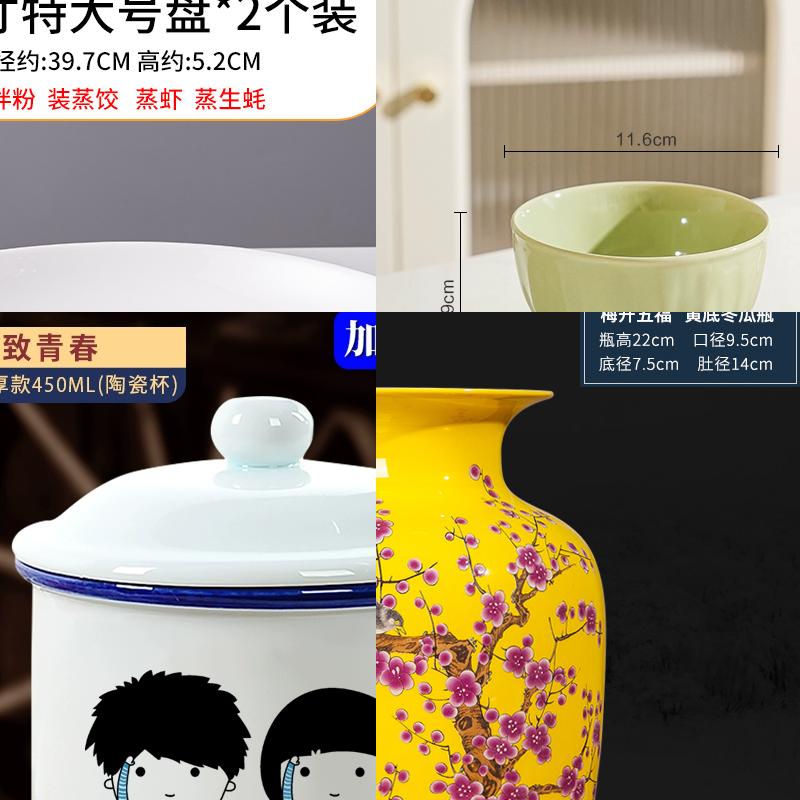 寸特大号盘*2个装
径约:39.7CM 高约:5.2CM
拌粉 装蒸饺 蒸虾 蒸生蚝
11.6cm
9cm
致青春
厚款450ML(陶瓷杯)
加
梅开五福 黄底冬瓜瓶
瓶高22cm 口径9.5cm
底径7.5cm 肚径14cm